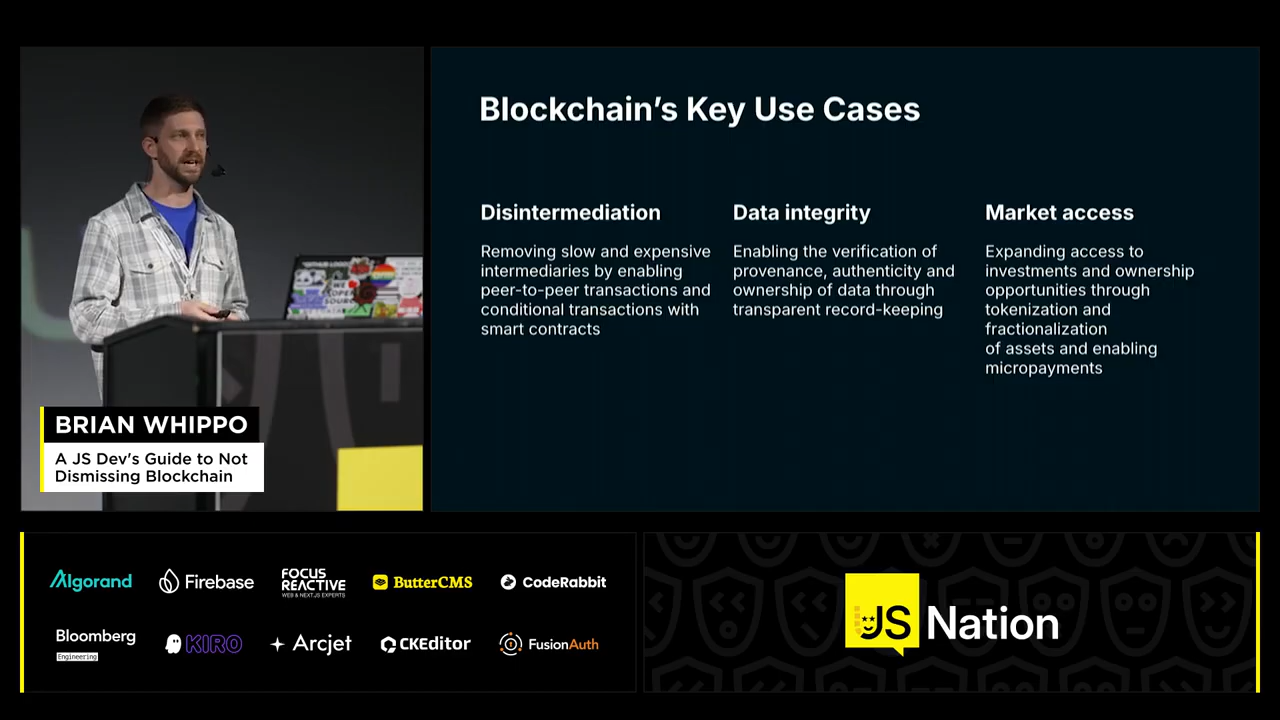 Blockchain’s Key Use Cases
Disintermediation
Removing slow and expensive
intermediaries by enabling
peer-to-peer transactions and
conditional transactions with
smart contracts
Data integrity
Enabling the verification of
provenance, authenticity and
ownership of data through
transparent record-keeping
Market access
Expanding access to
investments and ownership
opportunities through
tokenization and
fractionalization
of assets and enabling
micropayments
BRIAN WHIPPO
A JS Dev's Guide to Not
Dismissing Blockchain
Algorand
Firebase
FOCUS
REACTIVE
WEB & NEXT.JS EXPERTS
ButterCMS
CodeRabbit
Bloomberg
Engineering
KIRO
Arcjet
CKEditor
FusionAuth
JS Nation